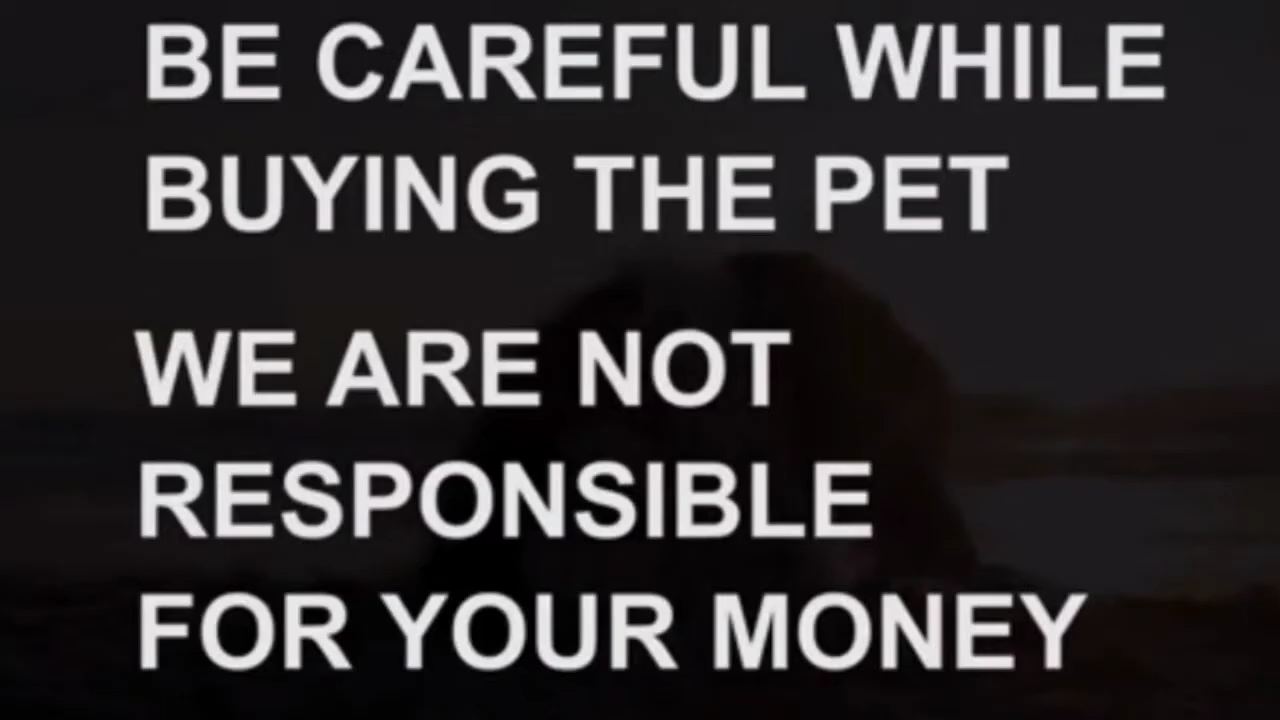 BE CAREFUL WHILE
BUYING THE PET
WE ARE NOT
RESPONSIBLE
FOR YOUR MONEY